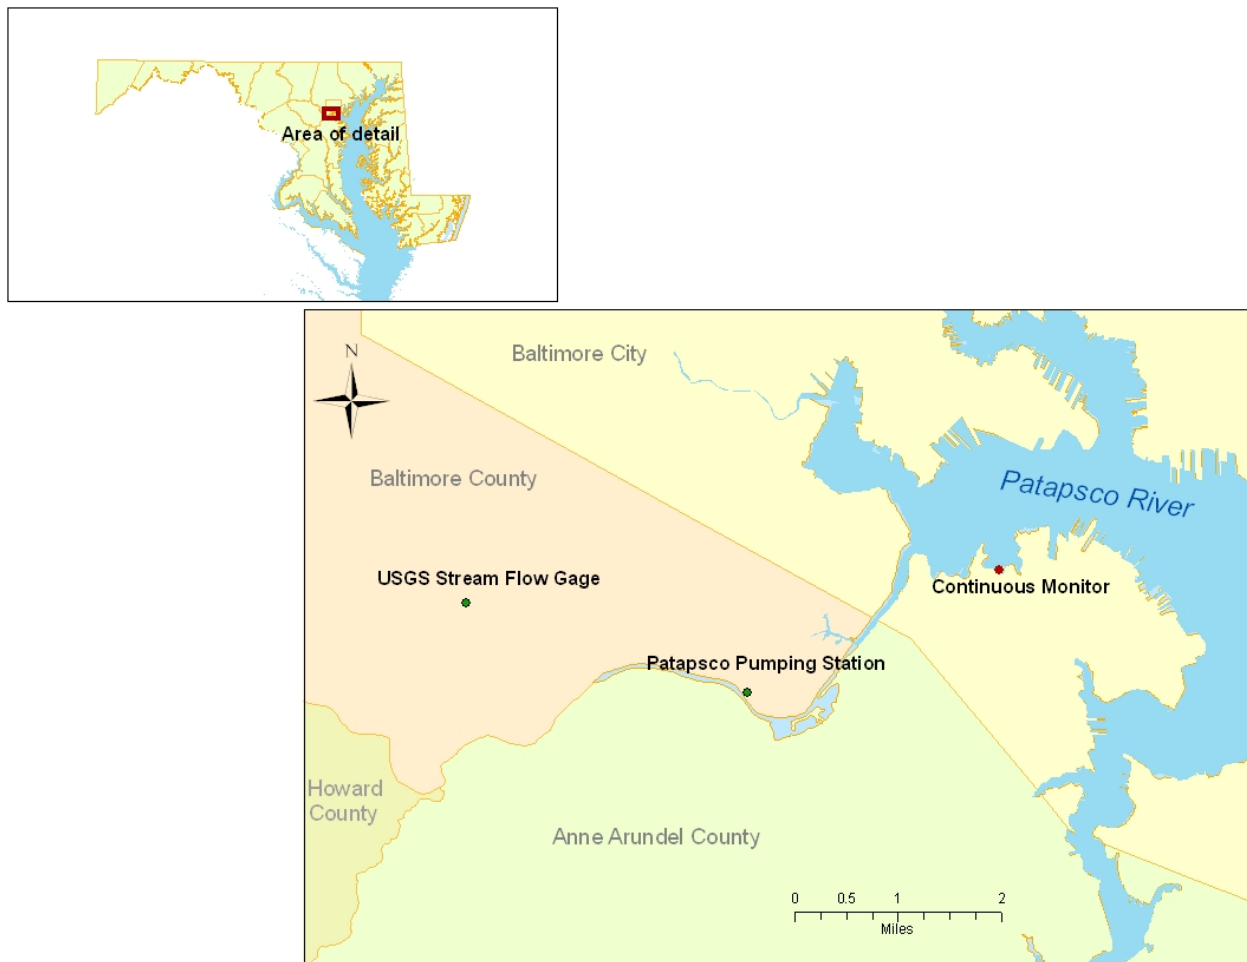 Area of detail
N
Baltimore City
Baltimore County
Patapsco River
USGS Stream Flow Gage
Continuous Monitor
Patapsco Pumping Station
Howard
County
Anne Arundel County
0 0.5 1 2
Miles